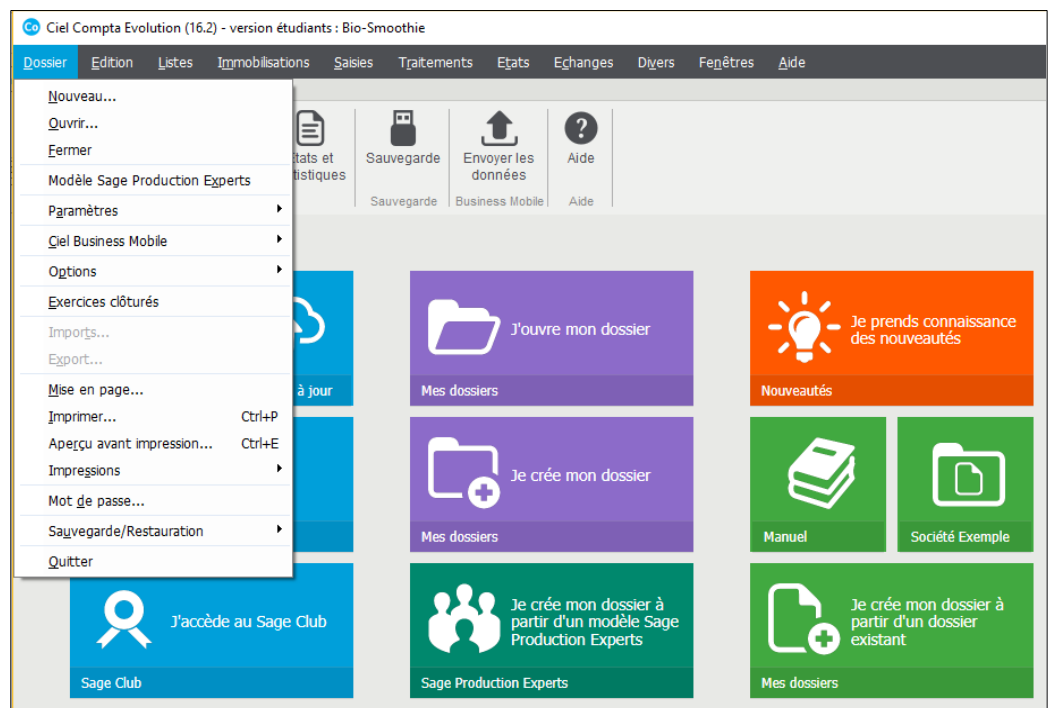 Co Ciel Compta Evolution (16.2) - version étudiants : Bio-Smoothie
Dossier Edition Listes Immobilisations Saisies Traitements Etats Echanges Divers Fenêtres Aide
Nouveau...
Ouvrir...
Fermer
Modèle Sage Production Experts
Paramètres
Ciel Business Mobile
Options
Exercices clôturés
Imports...
Export...
Mise en page...
Imprimer... Ctrl+P
Aperçu avant impression... Ctrl+E
Impressions
Mot de passe...
Sauvegarde/Restauration
Quitter
et
Sauvegarde
Envoyer les
données
Aide
Sauvegarde
Business Mobile
Aide
à jour
J'ouvre mon dossier
Mes dossiers
Je prends connaissance
des nouveautés
Nouveautés
Je crée mon dossier
Mes dossiers
Manuel
Société Exemple
J'accède au Sage Club
Sage Club
Je crée mon dossier à
partir d'un modèle Sage
Production Experts
Sage Production Experts
Je crée mon dossier à
partir d'un dossier
existant
Mes dossiers